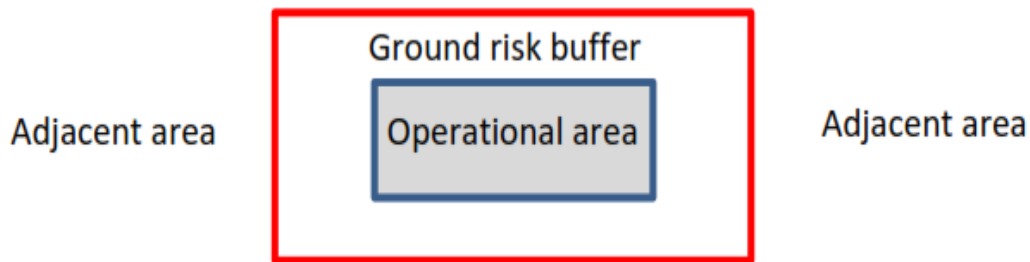 Ground risk buffer
Adjacent area
Operational area
Adjacent area